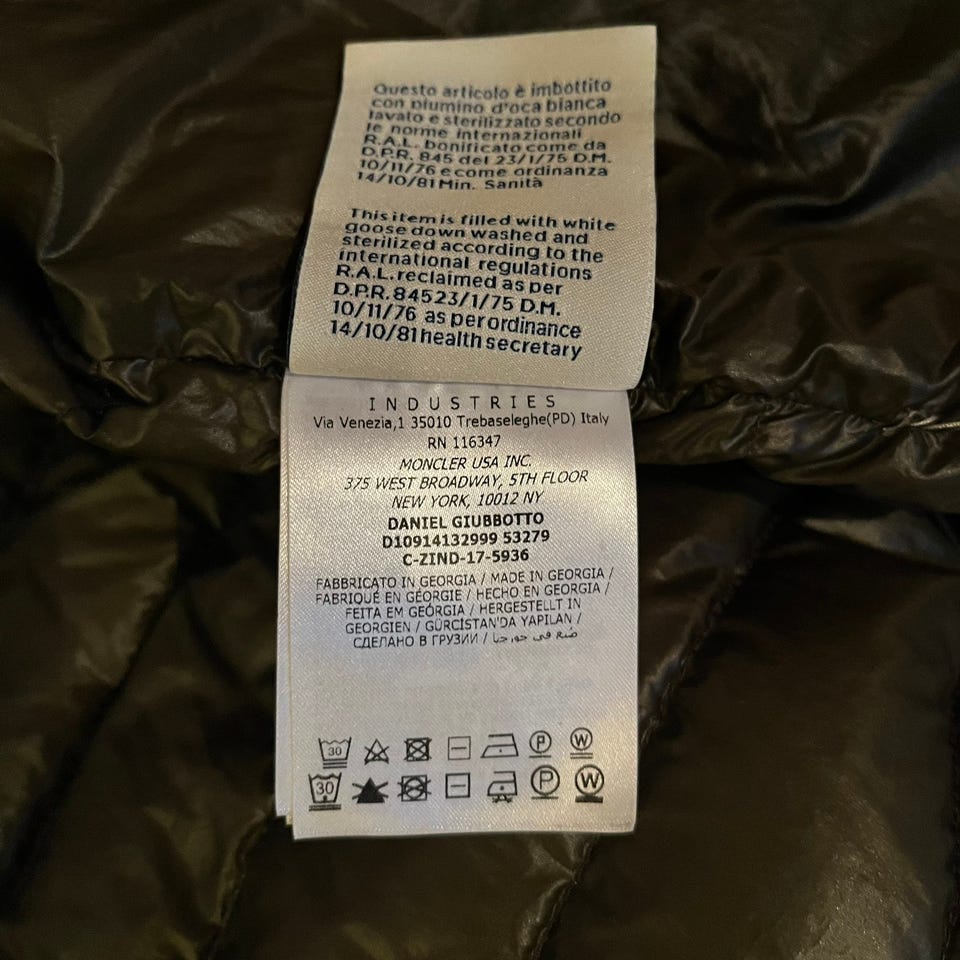 Questo articolo è imbottito
con piumino d'oca bianca
lavato e sterilizzato secondo
le norme internazionali
R.A.L. bonificato come da
D.P.R. 845 del 23/1/75 D.M.
10/11/76 e come ordinanza
14/10/81 Min. Sanità
This item is filled with white
goose down washed and
sterilized according to the
international regulations
R.A.L. reclaimed as per
D.P.R. 845 23/1/75 D.M.
10/11/76 as per ordinance
14/10/81 health secretary
INDUSTRIES
Via Venezia,1 35010 Trebaseleghe(PD) Italy
RN 116347
MONCLER USA INC.
375 WEST BROADWAY, 5TH FLOOR
NEW YORK, 10012 NY
DANIEL GIUBBOTTO
D10914132999 53279
C-ZIND-17-5936
FABBRICATO IN GEORGIA / MADE IN GEORGIA /
FABRIQUÉ EN GÉORGIE / HECHO EN GEORGIA /
FEITA EM GEÓRGIA / HERGESTELLT IN
GEORGIEN / GÜRCİSTAN'DA YAPILAN /
СДЕЛАНО В ГРУЗИИ / صنع في جورجيا
30 P W
30 P W